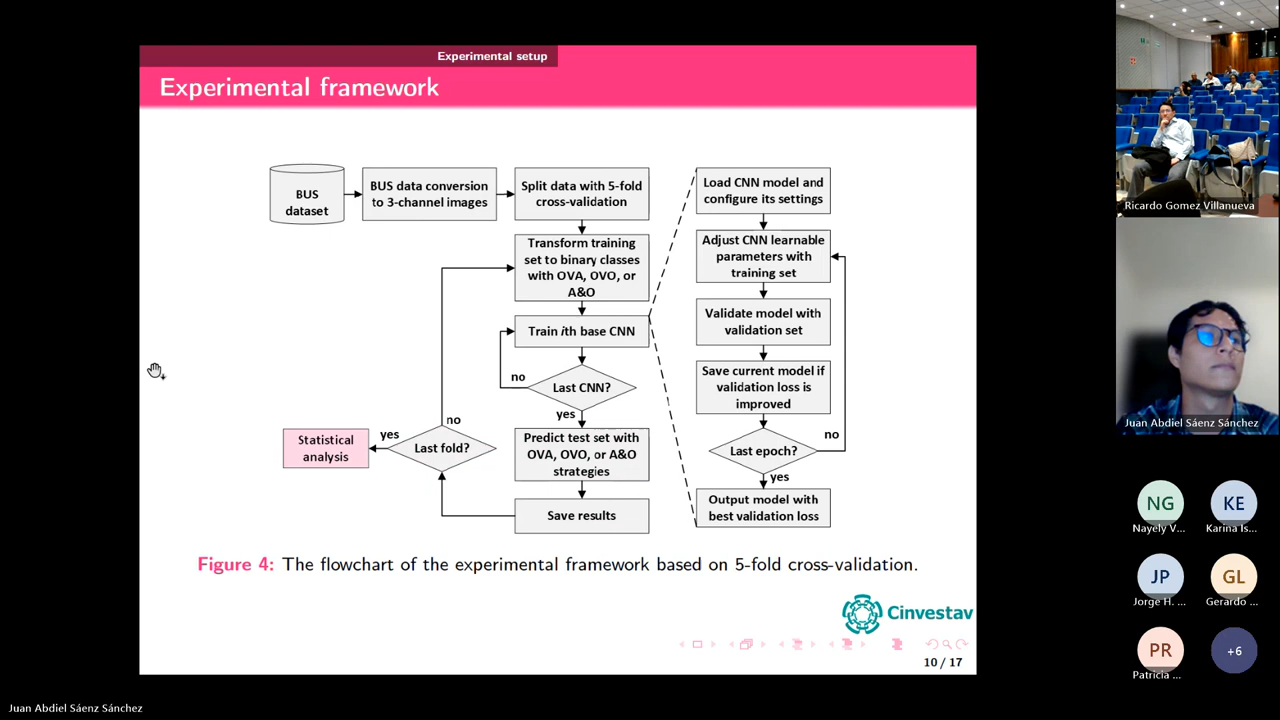 Experimental setup
Experimental framework
BUS
dataset
BUS data conversion
to 3-channel images
Split data with 5-fold
cross-validation
Transform training
set to binary classes
with OVA, OVO, or
A&O
Train ith base CNN
no
Last CNN?
yes
Predict test set with
OVA, OVO, or A&O
strategies
Save results
no
Last fold?
yes
Statistical
analysis
Load CNN model and
configure its settings
Adjust CNN learnable
parameters with
training set
Validate model with
validation set
Save current model if
validation loss is
improved
no
Last epoch?
yes
Output model with
best validation loss
Figure 4: The flowchart of the experimental framework based on 5-fold cross-validation.
Cinvestav
10 / 17
Ricardo Gomez Villanueva
Juan Abdiel Sáenz Sánchez
NG
Nayely V...
KE
Karina Is...
JP
Jorge H. ...
GL
Gerardo ...
PR
Patricia ...
+6
Juan Abdiel Sáenz Sánchez